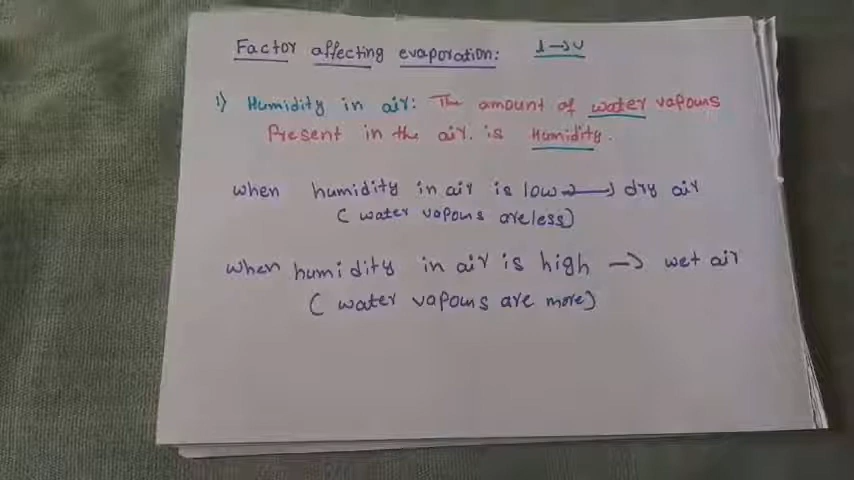 Factor affecting evaporation: l→v
1) Humidity in air: The amount of water vapours
Present in the air. is Humidity.
when humidity in air is low → dry air
( water vapours are less)
when humidity in air is high → wet air
( water vapours are more)